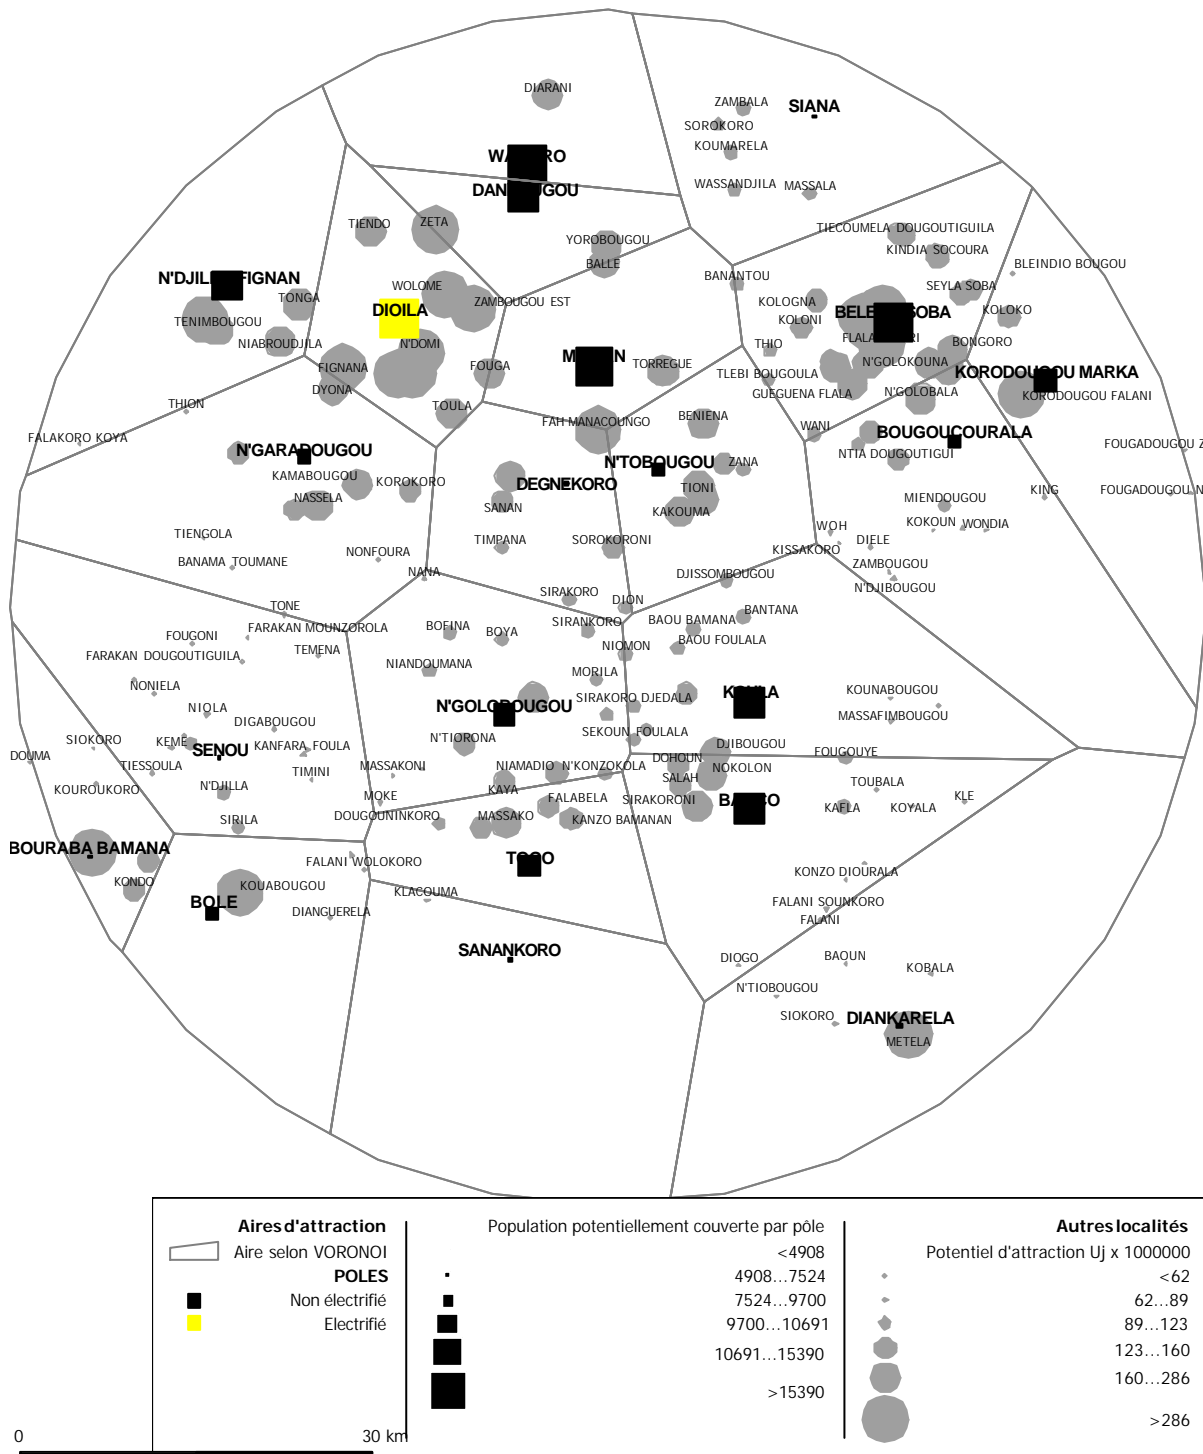 DIARANI
ZAMBALA
SIANA
SOROKORO
KOUMARELA
WASSANDJILA
MASSALA
TIENDO
ZETA
TIECOUMELA DOUGOUTIGUILA
YOROBOUGOU
KINDIA SOCOURA
BALLE
BLEINDIO BOUGOU
BANANTOU
WOLOME
SEYLA SOBA
TONGA
ZAMBOUGOU EST
KOLOGNA
DIOILA
KOLOKO
TENIMBOUGOU
KOLONI
NIABROUDJILA
N'DOMI
THIO
BONGORO
FIGNANA
FOUGA
TORREGUE
TLEBI BOUGOULA
N'GOLOKOUNA
KORODOUGOU MARKA
DYONA
GUEGUENA FLALA
N'GOLOBALA
KORODOUGOU FALANI
THION
TOULA
FAH MANACOUNGO
BENIENA
WANI
BOUGOUCOURALA
FALAKORO KOYA
N'GARADOUGOU
N'TOBOUGOU
ZANA
NTIA DOUGOUTIGUI
FOUGADOUGOU Z
KAMABOUGOU
KOROKORO
DEGNEKORO
TIONI
KING
FOUGADOUGOU N
NASSELA
SANAN
KAKOUMA
MIENDOUGOU
TIENGOLA
TIMPANA
SOROKORONI
WOH
KOKOUN
WONDIA
KISSAKORO
DIELE
BANAMA TOUMANE
NONFOURA
NANA
DJISSOMBOUGOU
ZAMBOUGOU
N'DJIBOUGOU
SIRAKORO
DION
TONE
BANTANA
FARAKAN MOUNZOROLA
BOFINA
BOYA
SIRANKORO
BAOU BAMANA
FOUGONI
TEMENA
NIOMON
BAOU FOULALA
FARAKAN DOUGOUTIGUILA
NIANDOUMANA
MORILA
NONIELA
N'GOLOBOUGOU
SIRAKORO DJEDALA
KOUNABOUGOU
NIOLA
MASSAFIMBOUGOU
DIGABOUGOU
SEKOUN FOULALA
SIOKORO
KEME
SENOU
KANFARA FOULA
N'TIORONA
DJIBOUGOU
DOUMA
TIESSOULA
TIMINI
MASSAKONI
NIAMADIO
N'KONZOKOLA
DOHOUN
NOKOLON
FOUGOUYE
KOUROUKORO
N'DJILLA
MOKE
KAYA
SALAH
TOUBALA
SIRILA
DOUGOUNINKORO
MASSAKO
FALABELA
SIRAKORONI
KAFLA
KOYALA
KLE
KANZO BAMANAN
BOURABA BAMANA
FALANI WOLOKORO
KONDO
KOUABOUGOU
KLACOUMA
KONZO DIOURALA
BOLE
DIANGUERELA
FALANI SOUNKORO
FALANI
SANANKORO
DIOGO
BAOUN
KOBALA
N'TIOBOUGOU
SIOKORO
DIANKARELA
METELA
Aires d'attraction
Aire selon VORONOI
POLES
Non électrifié
Electrifié
Population potentiellement couverte par pôle
<4908
4908...7524
7524...9700
9700...10691
10691...15390
>15390
Autres localités
Potentiel d'attraction Uj x 1000000
<62
62...89
89...123
123...160
160...286
>286
0 30 km